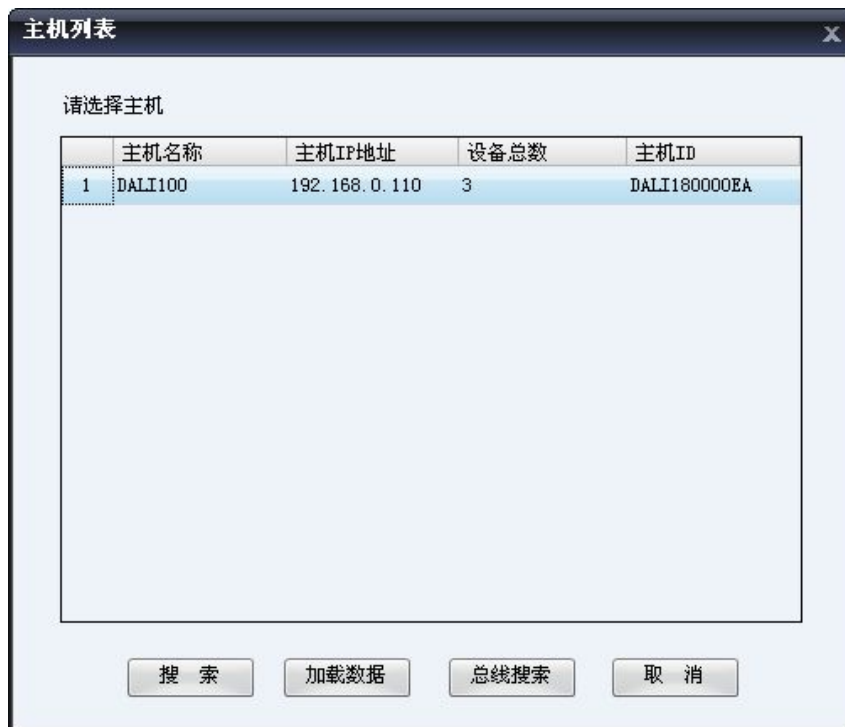 主机列表
x
请选择主机
主机名称 主机IP地址 设备总数 主机ID
1 DALI100 192.168.0.110 3 DALI180000EA
搜 索 加载数据 总线搜索 取 消